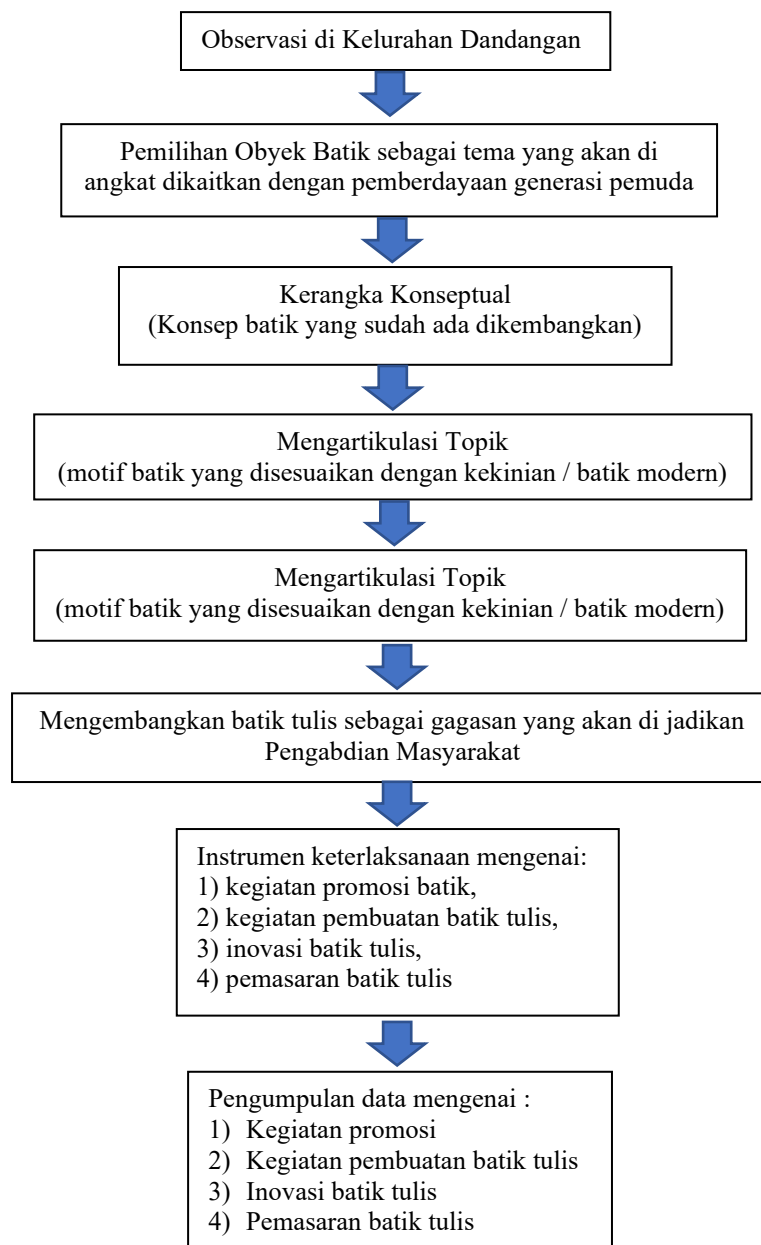 Observasi di Kelurahan Dandangan
Pemilihan Obyek Batik sebagai tema yang akan di
angkat dikaitkan dengan pemberdayaan generasi pemuda
Kerangka Konseptual
(Konsep batik yang sudah ada dikembangkan)
Mengartikulasi Topik
(motif batik yang disesuaikan dengan kekinian / batik modern)
Mengartikulasi Topik
(motif batik yang disesuaikan dengan kekinian / batik modern)
Mengembangkan batik tulis sebagai gagasan yang akan di jadikan
Pengabdian Masyarakat
Instrumen keterlaksanaan mengenai:
1) kegiatan promosi batik,
2) kegiatan pembuatan batik tulis,
3) inovasi batik tulis,
4) pemasaran batik tulis
Pengumpulan data mengenai :
1) Kegiatan promosi
2) Kegiatan pembuatan batik tulis
3) Inovasi batik tulis
4) Pemasaran batik tulis